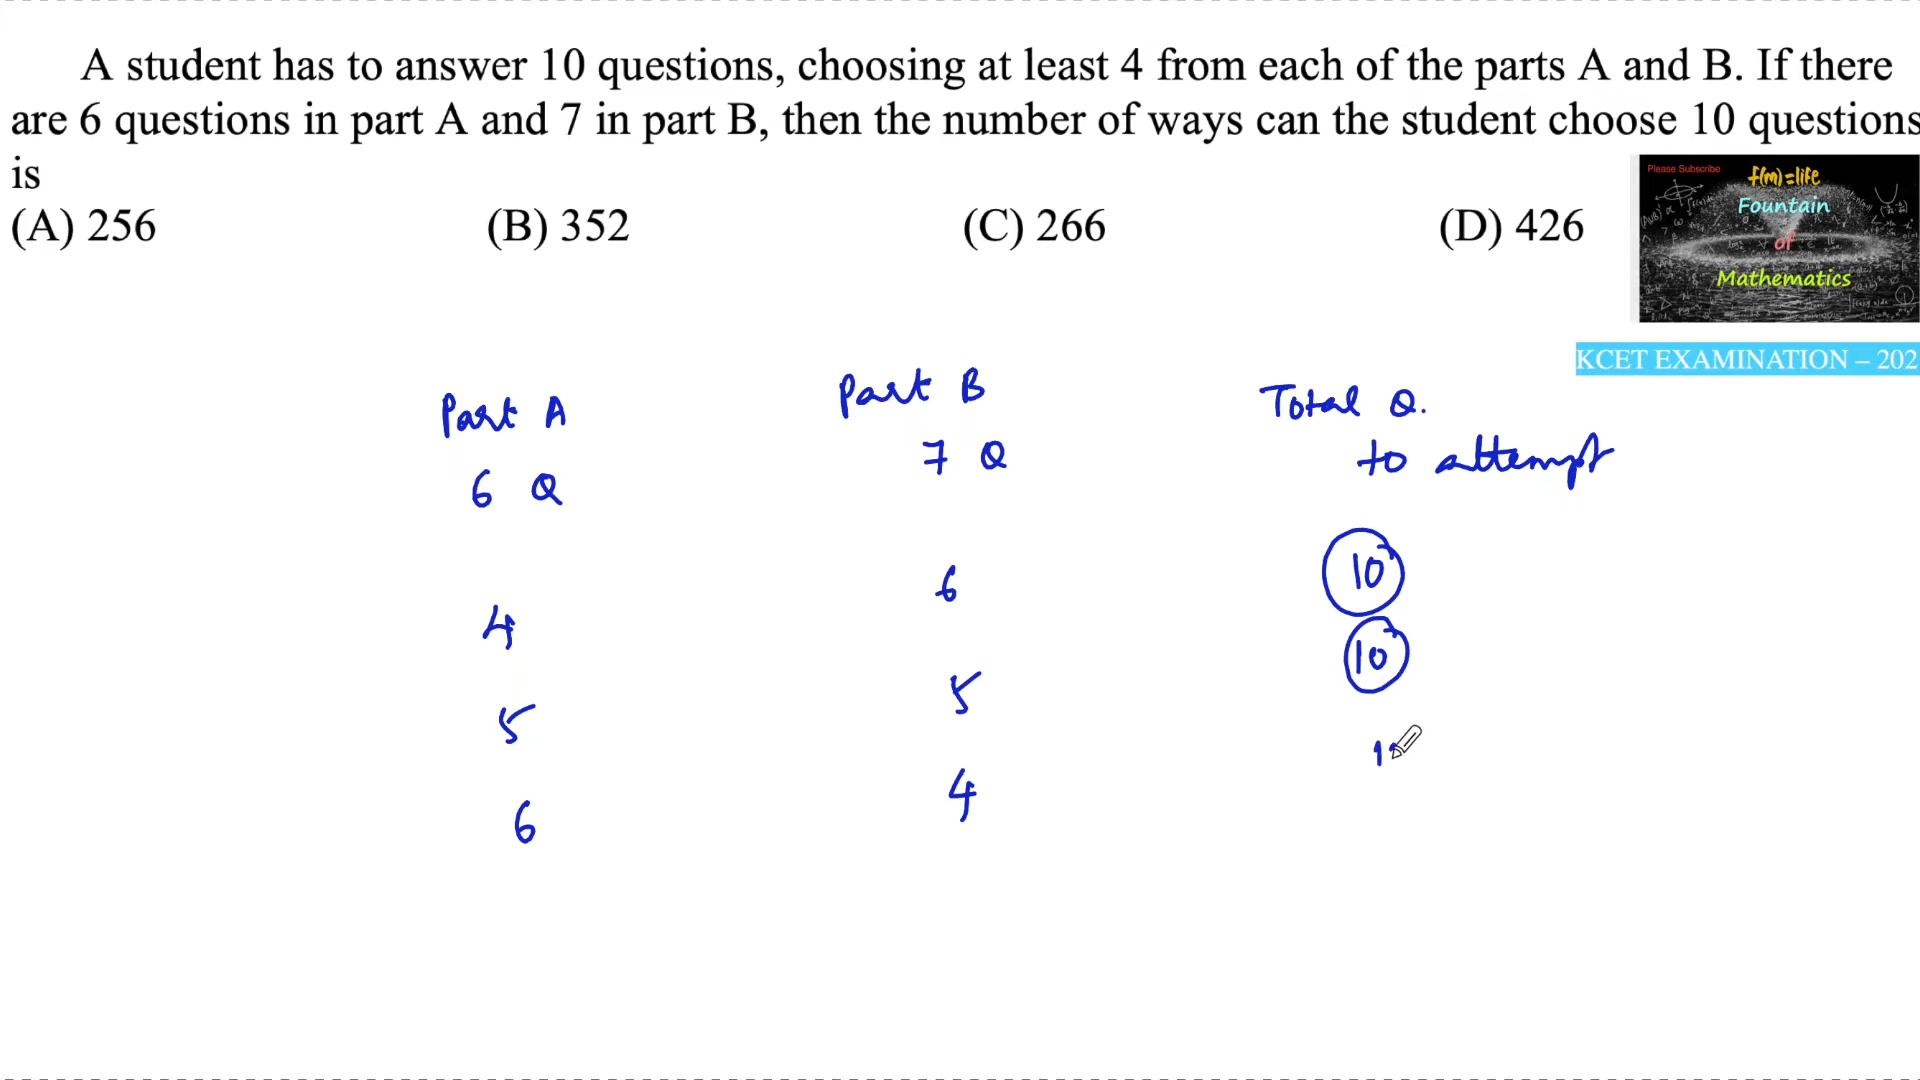 A student has to answer 10 questions, choosing at least 4 from each of the parts A and B. If there
are 6 questions in part A and 7 in part B, then the number of ways can the student choose 10 questions
is
(A) 256 (B) 352 (C) 266 (D) 426
Please Subscribe
f(m)=life
Fountain
of
Mathematics
KCET EXAMINATION – 202
Part A Part B Total Q.
6 Q 7 Q to attempt
4 6 10
5 5 10
6 4 1